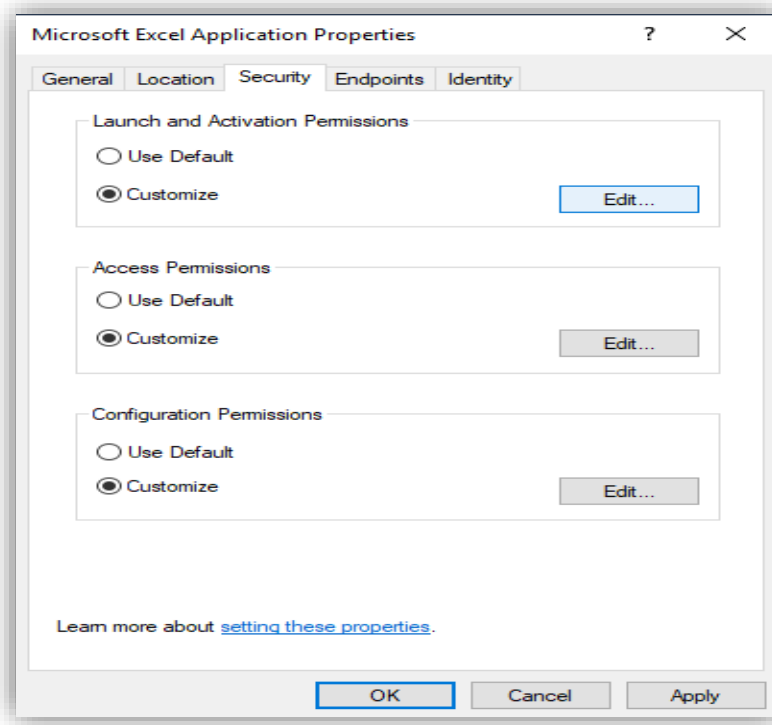 Microsoft Excel Application Properties
?
General Location Security Endpoints Identity
Launch and Activation Permissions
Use Default
Customize
Edit...
Access Permissions
Use Default
Customize
Edit...
Configuration Permissions
Use Default
Customize
Edit...
Learn more about setting these properties.
OK Cancel Apply